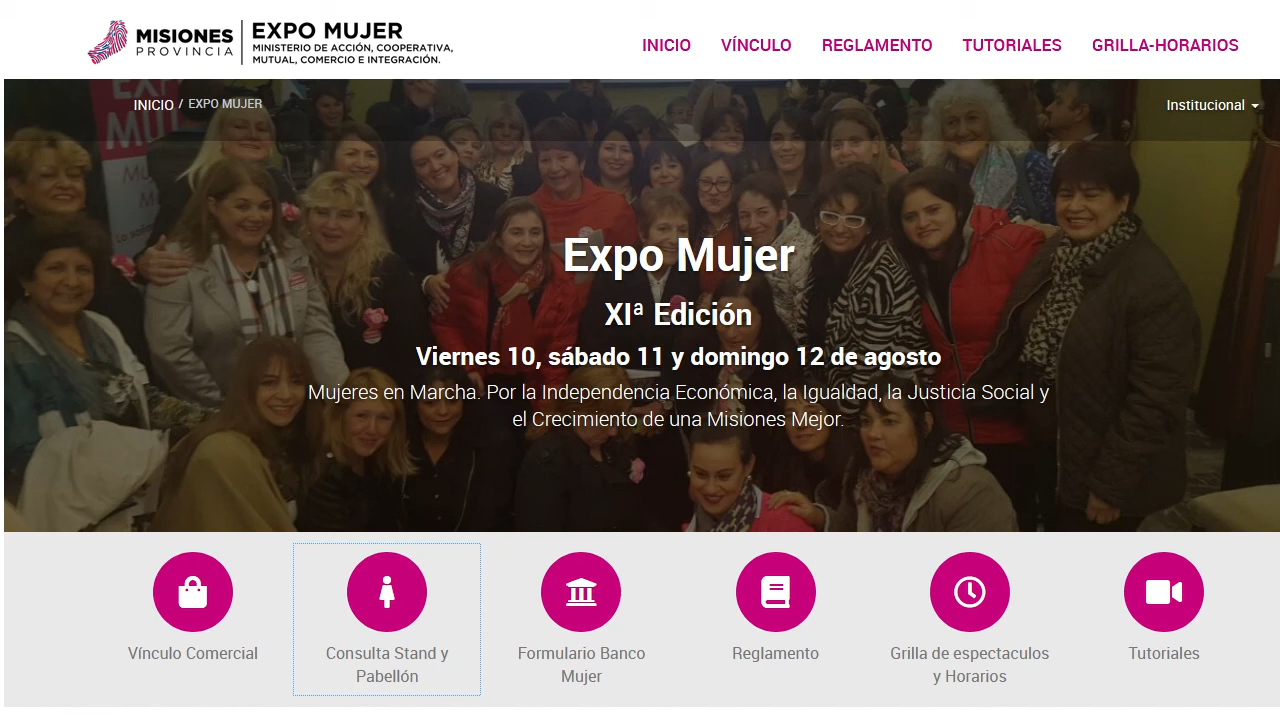 MISIONES
PROVINCIA
EXPO MUJER
MINISTERIO DE ACCIÓN, COOPERATIVA,
MUTUAL, COMERCIO E INTEGRACIÓN.
INICIO VÍNCULO REGLAMENTO TUTORIALES GRILLA-HORARIOS
INICIO / EXPO MUJER
Institucional
Expo Mujer
XIª Edición
Viernes 10, sábado 11 y domingo 12 de agosto
Mujeres en Marcha. Por la Independencia Económica, la Igualdad, la Justicia Social y
el Crecimiento de una Misiones Mejor.
Vínculo Comercial
Consulta Stand y
Pabellón
Formulario Banco
Mujer
Reglamento
Grilla de espectaculos
y Horarios
Tutoriales